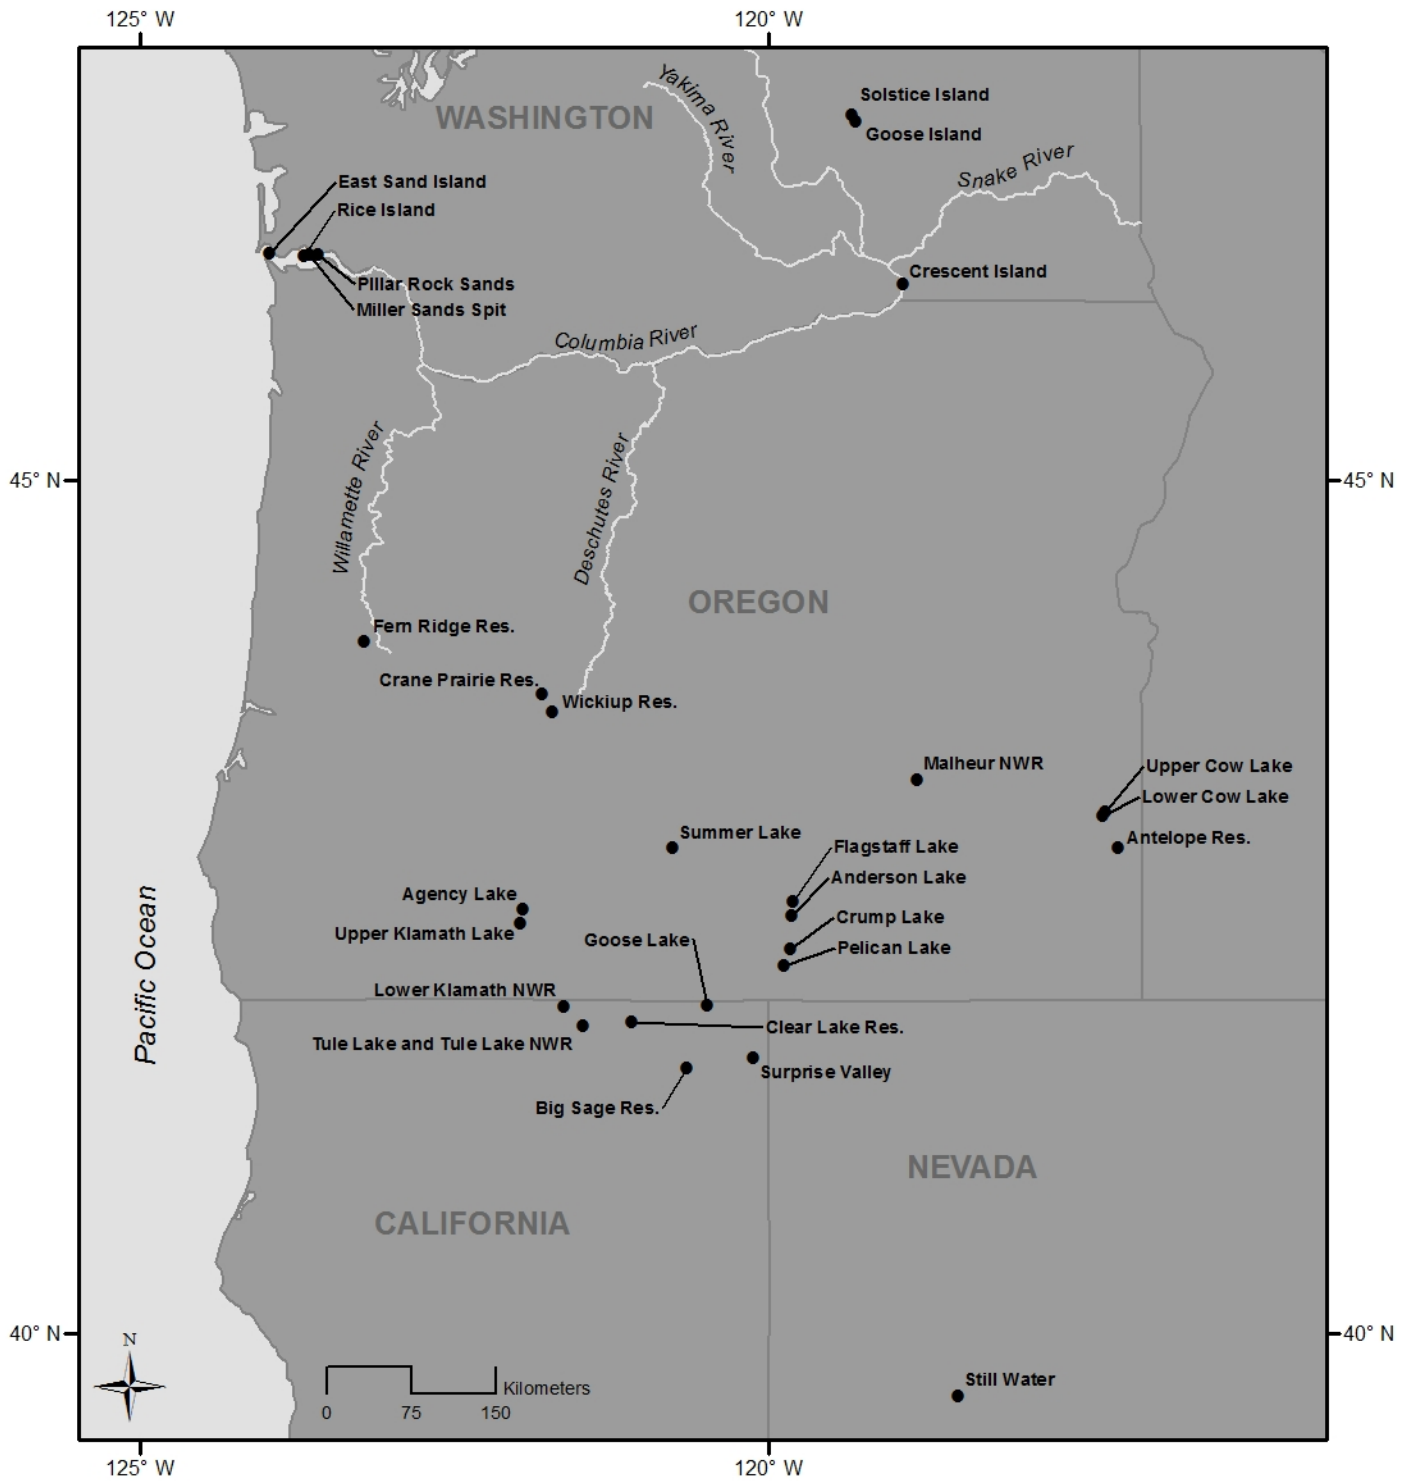 125° W
120° W
Yakima River
Solstice Island
WASHINGTON
Goose Island
Snake River
East Sand Island
Rice Island
Crescent Island
PIllar Rock Sands
Miller Sands Spit
Columbia River
Willamette River
Deschutes River
45° N
45° N
OREGON
Fern Ridge Res.
Crane Prairie Res.
Wickiup Res.
Malheur NWR
Upper Cow Lake
Lower Cow Lake
Summer Lake
Antelope Res.
Flagstaff Lake
Anderson Lake
Agency Lake
Crump Lake
Upper Klamath Lake
Goose Lake
Pelican Lake
Pacific Ocean
Lower Klamath NWR
Clear Lake Res.
Tule Lake and Tule Lake NWR
Surprise Valley
Big Sage Res.
NEVADA
CALIFORNIA
40° N
40° N
N
Still Water
Kilometers
0 75 150
125° W
120° W